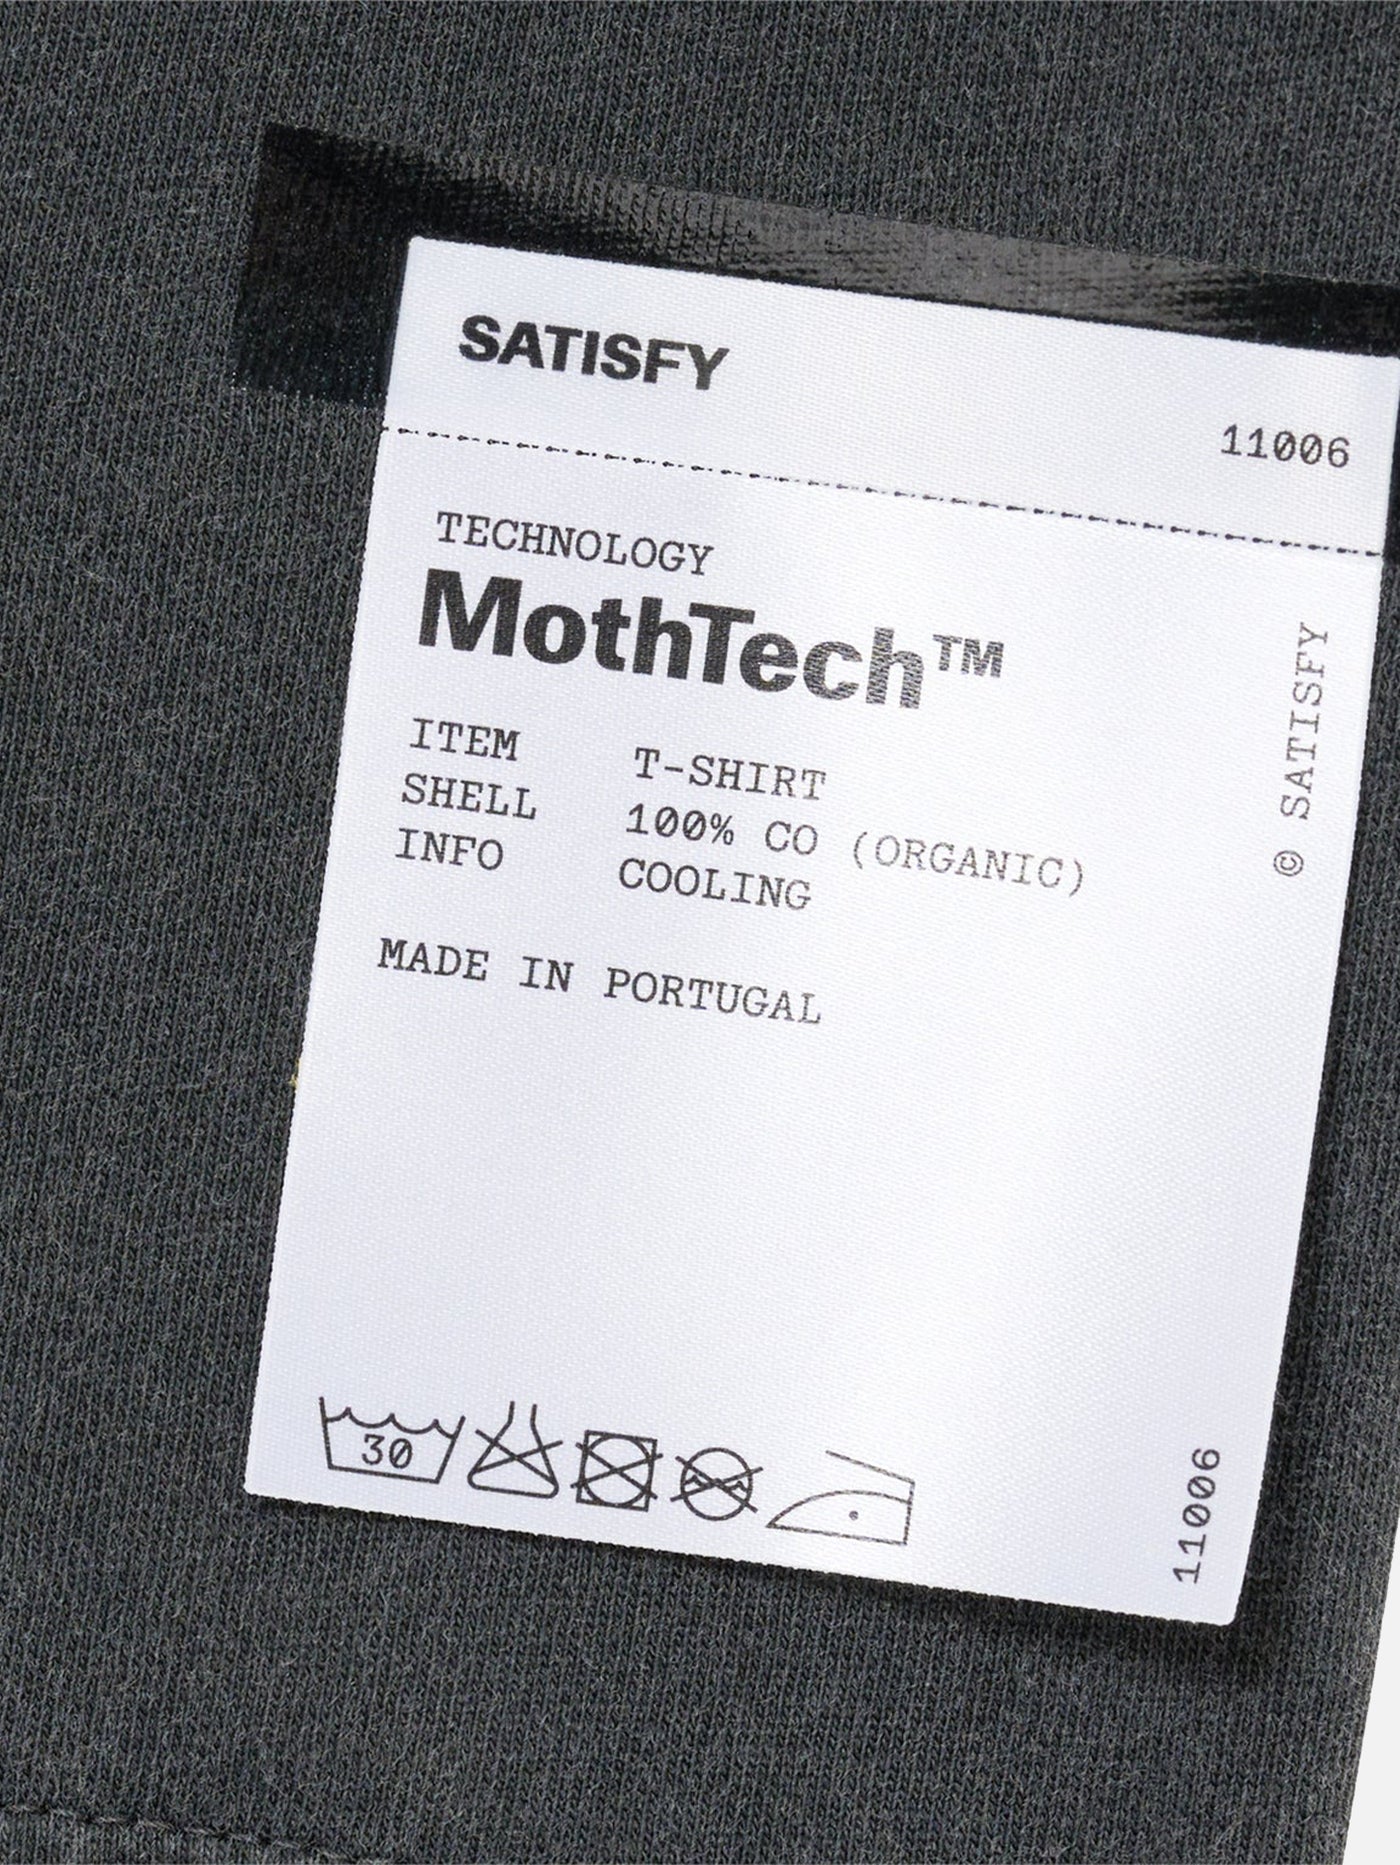 SATISFY
11006
TECHNOLOGY
MothTech™
ITEM T-SHIRT
SHELL 100% CO (ORGANIC)
INFO COOLING
MADE IN PORTUGAL
© SATISFY
30
11006